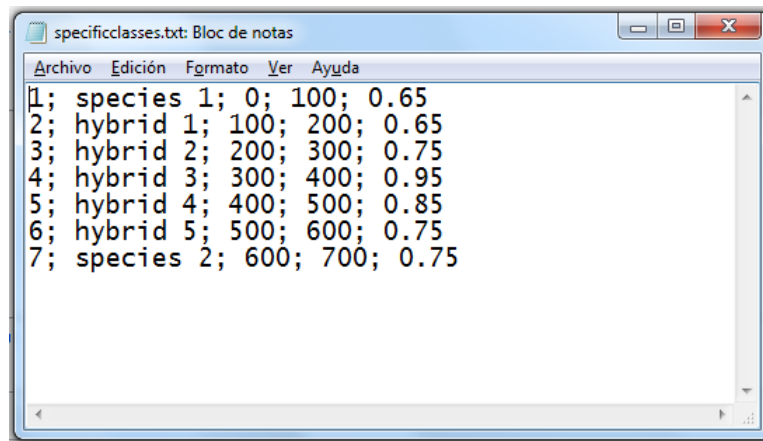 specificclasses.txt: Bloc de notas
Archivo Edición Formato Ver Ayuda
1; species 1; 0; 100; 0.65
2; hybrid 1; 100; 200; 0.65
3; hybrid 2; 200; 300; 0.75
4; hybrid 3; 300; 400; 0.95
5; hybrid 4; 400; 500; 0.85
6; hybrid 5; 500; 600; 0.75
7; species 2; 600; 700; 0.75